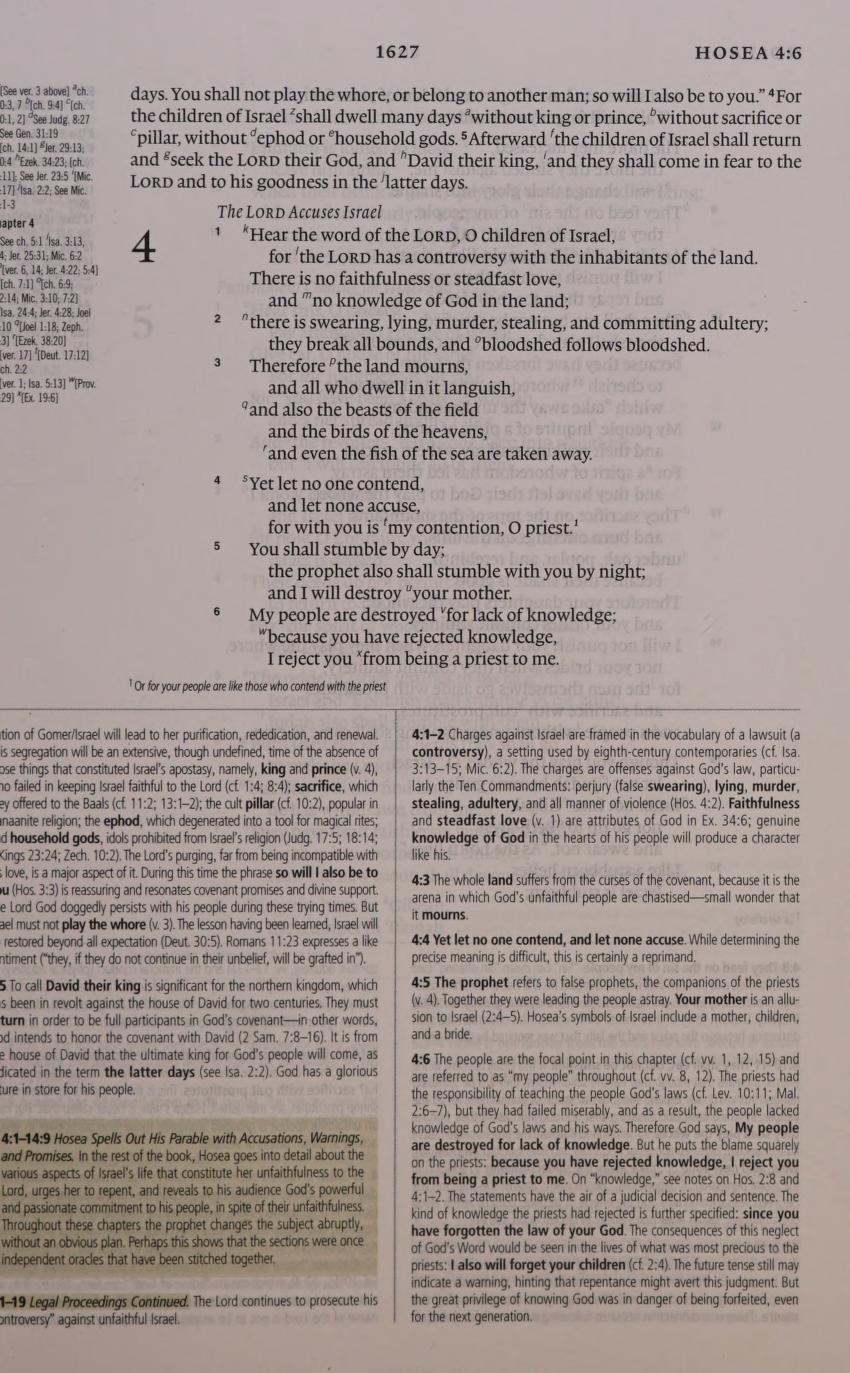 1627 HOSEA 4:6
[See ver. 3 above] ᵃch.
0:3, 7 ᵇ[ch. 9:4] ᶜ[ch.
0:1, 2] ᵈSee Judg. 8:27
See Gen. 31:19
[ch. 14:1] ᵍJer. 29:13;
0:4 ʰEzek. 34:23; [ch.
:11]; See Jer. 23:5 ⁱ[Mic.
:17] ʲIsa. 2:2; See Mic.
:1-3
apter 4
See ch. 5:1 ˡIsa. 3:13,
4; Jer. 25:31; Mic. 6:2
[ver. 6, 14; Jer. 4:22; 5:4]
[ch. 7:1] ᵒ[ch. 6:9;
2:14; Mic. 3:10; 7:2]
Isa. 24:4; Jer. 4:28; Joel
:10 q[Joel 1:18; Zeph.
:3] ʳ[Ezek. 38:20]
[ver. 17] ᵗ[Deut. 17:12]
ch. 2:2
[ver. 1; Isa. 5:13] ʷ[Prov.
:29] ˣ[Ex. 19:6]
days. You shall not play the whore, or belong to another man; so will I also be to you.” ⁴For
the children of Israel ᶻshall dwell many days ᵃwithout king or prince, ᵇwithout sacrifice or
ᶜpillar, without ᵈephod or ᵉhousehold gods. ⁵Afterward ᶠthe children of Israel shall return
and ᵍseek the LORD their God, and ʰDavid their king, ⁱand they shall come in fear to the
LORD and to his goodness in the ʲlatter days.
The LORD Accuses Israel
4
1 ᵏHear the word of the LORD, O children of Israel,
for ˡthe LORD has a controversy with the inhabitants of the land.
There is no faithfulness or steadfast love,
and ᵐno knowledge of God in the land;
2 ⁿthere is swearing, lying, murder, stealing, and committing adultery;
they break all bounds, and ᵒbloodshed follows bloodshed.
3 Therefore ᵖthe land mourns,
and all who dwell in it languish,
qand also the beasts of the field
and the birds of the heavens,
ʳand even the fish of the sea are taken away.
4 ˢYet let no one contend,
and let none accuse,
for with you is ᵗmy contention, O priest.¹
5 You shall stumble by day;
the prophet also shall stumble with you by night;
and I will destroy ᵘyour mother.
6 My people are destroyed ᵛfor lack of knowledge;
ʷbecause you have rejected knowledge,
I reject you ˣfrom being a priest to me.
¹ Or for your people are like those who contend with the priest
tion of Gomer/Israel will lead to her purification, rededication, and renewal.
is segregation will be an extensive, though undefined, time of the absence of
ose things that constituted Israel's apostasy, namely, king and prince (v. 4),
no failed in keeping Israel faithful to the Lord (cf. 1:4; 8:4); sacrifice, which
ey offered to the Baals (cf. 11:2; 13:1–2); the cult pillar (cf. 10:2), popular in
naanite religion; the ephod, which degenerated into a tool for magical rites;
d household gods, idols prohibited from Israel's religion (Judg. 17:5; 18:14;
Kings 23:24; Zech. 10:2). The Lord's purging, far from being incompatible with
s love, is a major aspect of it. During this time the phrase so will I also be to
u (Hos. 3:3) is reassuring and resonates covenant promises and divine support.
e Lord God doggedly persists with his people during these trying times. But
ael must not play the whore (v. 3). The lesson having been learned, Israel will
restored beyond all expectation (Deut. 30:5). Romans 11:23 expresses a like
ntiment (“they, if they do not continue in their unbelief, will be grafted in”).
5 To call David their king is significant for the northern kingdom, which
s been in revolt against the house of David for two centuries. They must
turn in order to be full participants in God's covenant—in other words,
od intends to honor the covenant with David (2 Sam. 7:8–16). It is from
e house of David that the ultimate king for God's people will come, as
dicated in the term the latter days (see Isa. 2:2). God has a glorious
ture in store for his people.
4:1–14:9 Hosea Spells Out His Parable with Accusations, Warnings,
and Promises. In the rest of the book, Hosea goes into detail about the
various aspects of Israel's life that constitute her unfaithfulness to the
Lord, urges her to repent, and reveals to his audience God's powerful
and passionate commitment to his people, in spite of their unfaithfulness.
Throughout these chapters the prophet changes the subject abruptly,
without an obvious plan. Perhaps this shows that the sections were once
independent oracles that have been stitched together.
1–19 Legal Proceedings Continued. The Lord continues to prosecute his
ontroversy” against unfaithful Israel.
4:1–2 Charges against Israel are framed in the vocabulary of a lawsuit (a
controversy), a setting used by eighth-century contemporaries (cf. Isa.
3:13–15; Mic. 6:2). The charges are offenses against God's law, particu-
larly the Ten Commandments: perjury (false swearing), lying, murder,
stealing, adultery, and all manner of violence (Hos. 4:2). Faithfulness
and steadfast love (v. 1) are attributes of God in Ex. 34:6; genuine
knowledge of God in the hearts of his people will produce a character
like his.
4:3 The whole land suffers from the curses of the covenant, because it is the
arena in which God's unfaithful people are chastised—small wonder that
it mourns.
4:4 Yet let no one contend, and let none accuse. While determining the
precise meaning is difficult, this is certainly a reprimand.
4:5 The prophet refers to false prophets, the companions of the priests
(v. 4). Together they were leading the people astray. Your mother is an allu-
sion to Israel (2:4–5). Hosea's symbols of Israel include a mother, children,
and a bride.
4:6 The people are the focal point in this chapter (cf. vv. 1, 12, 15) and
are referred to as “my people” throughout (cf. vv. 8, 12). The priests had
the responsibility of teaching the people God's laws (cf. Lev. 10:11; Mal.
2:6–7), but they had failed miserably, and as a result, the people lacked
knowledge of God's laws and his ways. Therefore God says, My people
are destroyed for lack of knowledge. But he puts the blame squarely
on the priests: because you have rejected knowledge, I reject you
from being a priest to me. On “knowledge,” see notes on Hos. 2:8 and
4:1–2. The statements have the air of a judicial decision and sentence. The
kind of knowledge the priests had rejected is further specified: since you
have forgotten the law of your God. The consequences of this neglect
of God's Word would be seen in the lives of what was most precious to the
priests: I also will forget your children (cf. 2:4). The future tense still may
indicate a warning, hinting that repentance might avert this judgment. But
the great privilege of knowing God was in danger of being forfeited, even
for the next generation.